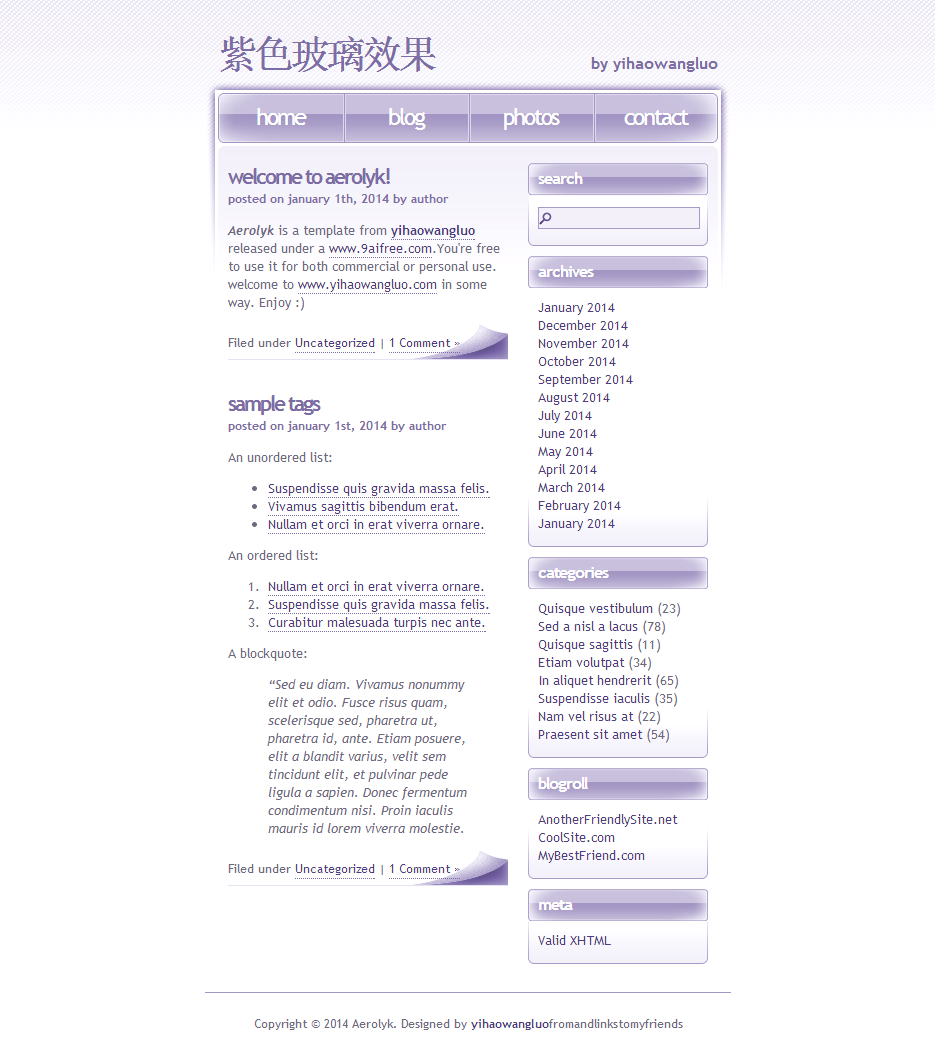 紫色玻璃效果
by yihaowangluo
home blog photos contact
welcome to aerolyk!
posted on january 1th, 2014 by author
Aerolyk is a template from yihaowangluo
released under a www.9aifree.com.You're free
to use it for both commercial or personal use.
welcome to www.yihaowangluo.com in some
way. Enjoy :)
Filed under Uncategorized | 1 Comment »
sample tags
posted on january 1st, 2014 by author
An unordered list:
• Suspendisse quis gravida massa felis.
• Vivamus sagittis bibendum erat.
• Nullam et orci in erat viverra ornare.
An ordered list:
1. Nullam et orci in erat viverra ornare.
2. Suspendisse quis gravida massa felis.
3. Curabitur malesuada turpis nec ante.
A blockquote:
“Sed eu diam. Vivamus nonummy
elit et odio. Fusce risus quam,
scelerisque sed, pharetra ut,
pharetra id, ante. Etiam posuere,
elit a blandit varius, velit sem
tincidunt elit, et pulvinar pede
ligula a sapien. Donec fermentum
condimentum nisi. Proin iaculis
mauris id lorem viverra molestie.
Filed under Uncategorized | 1 Comment »
search
archives
January 2014
December 2014
November 2014
October 2014
September 2014
August 2014
July 2014
June 2014
May 2014
April 2014
March 2014
February 2014
January 2014
categories
Quisque vestibulum (23)
Sed a nisl a lacus (78)
Quisque sagittis (11)
Etiam volutpat (34)
In aliquet hendrerit (65)
Suspendisse iaculis (35)
Nam vel risus at (22)
Praesent sit amet (54)
blogroll
AnotherFriendlySite.net
CoolSite.com
MyBestFriend.com
meta
Valid XHTML
Copyright © 2014 Aerolyk. Designed by yihaowangluofromandlinkstomyfriends